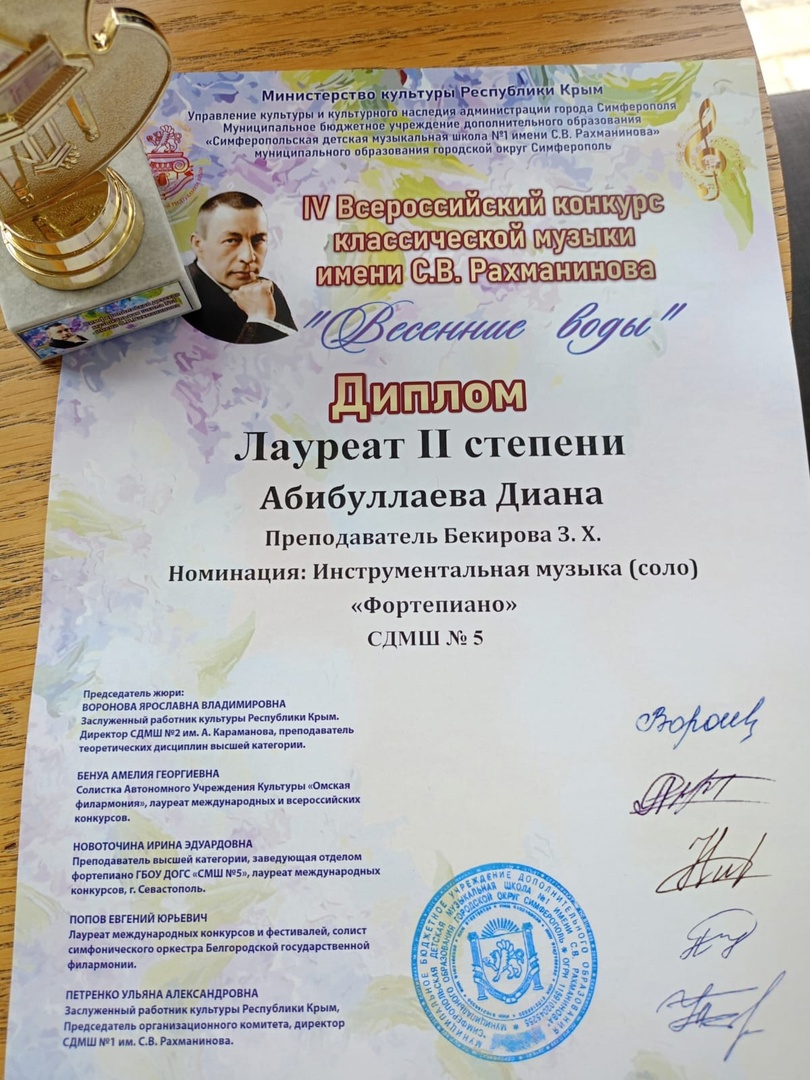 Министерство культуры Республики Крым
Управление культуры и культурного наследия администрации города Симферополя
Муниципальное бюджетное учреждение дополнительного образования
«Симферопольская детская музыкальная школа №1 имени С.В. Рахманинова»
муниципального образования городской округ Симферополь
IV Всероссийский конкурс
классической музыки
имени С.В. Рахманинова
"Весенние воды"
Диплом
Лауреат II степени
Абибуллаева Диана
Преподаватель Бекирова З. Х.
Номинация: Инструментальная музыка (соло)
«Фортепиано»
СДМШ № 5
Председатель жюри:
ВОРОНОВА ЯРОСЛАВНА ВЛАДИМИРОВНА
Заслуженный работник культуры Республики Крым.
Директор СДМШ №2 им. А. Караманова, преподаватель
теоретических дисциплин высшей категории.
БЕНУА АМЕЛИЯ ГЕОРГИЕВНА
Солистка Автономного Учреждения Культуры «Омская
филармония», лауреат международных и всероссийских
конкурсов.
НОВОТОЧИНА ИРИНА ЭДУАРДОВНА
Преподаватель высшей категории, заведующая отделом
фортепиано ГБОУ ДОГС «СМШ №5», лауреат международных
конкурсов, г. Севастополь.
ПОПОВ ЕВГЕНИЙ ЮРЬЕВИЧ
Лауреат международных конкурсов и фестивалей, солист
симфонического оркестра Белгородской государственной
филармонии.
ПЕТРЕНКО УЛЬЯНА АЛЕКСАНДРОВНА
Заслуженный работник культуры Республики Крым,
Председатель организационного комитета, директор
СДМШ №1 им. С.В. Рахманинова.
МУНИЦИПАЛЬНОЕ БЮДЖЕТНОЕ УЧРЕЖДЕНИЕ ДОПОЛНИТЕЛЬНОГО ОБРАЗОВАНИЯ